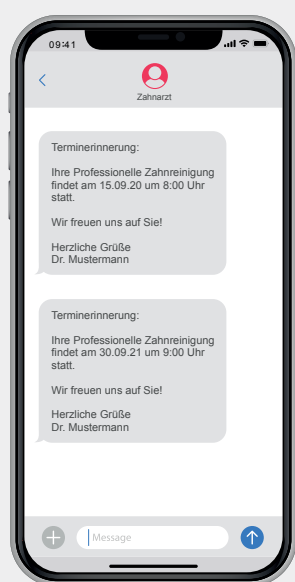 09:41
Zahnarzt
Terminerinnerung:
Ihre Professionelle Zahnreinigung
findet am 15.09.20 um 8:00 Uhr
statt.
Wir freuen uns auf Sie!
Herzliche Grüße
Dr. Mustermann
Terminerinnerung:
Ihre Professionelle Zahnreinigung
findet am 30.09.21 um 9:00 Uhr
statt.
Wir freuen uns auf Sie!
Herzliche Grüße
Dr. Mustermann
Message